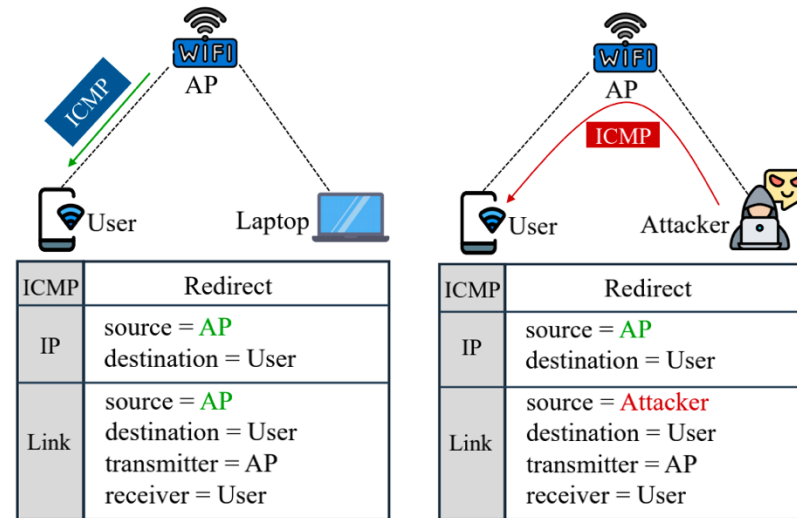 WIFI
AP
ICMP
User
Laptop
ICMP
Redirect
IP
source = AP
destination = User
Link
source = AP
destination = User
transmitter = AP
receiver = User
WIFI
AP
ICMP
User
Attacker
ICMP
Redirect
IP
source = AP
destination = User
Link
source = Attacker
destination = User
transmitter = AP
receiver = User